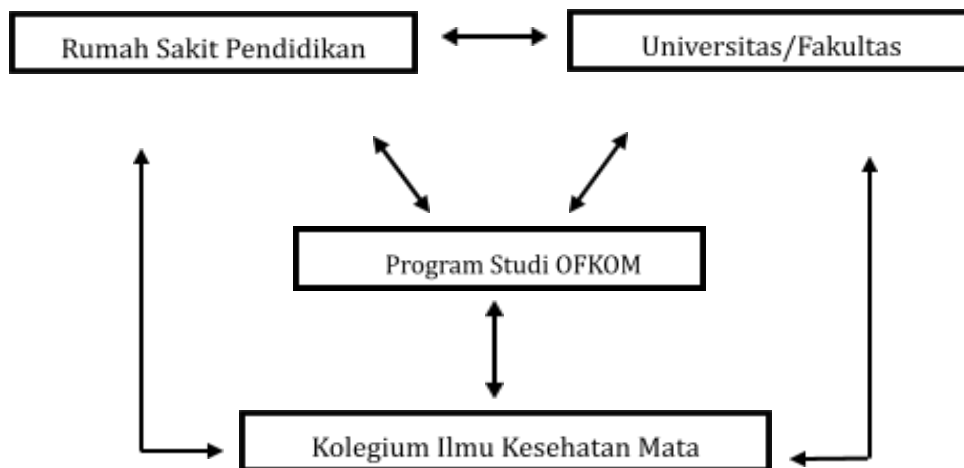 Rumah Sakit Pendidikan
Universitas/Fakultas
Program Studi OFKOM
Kolegium Ilmu Kesehatan Mata